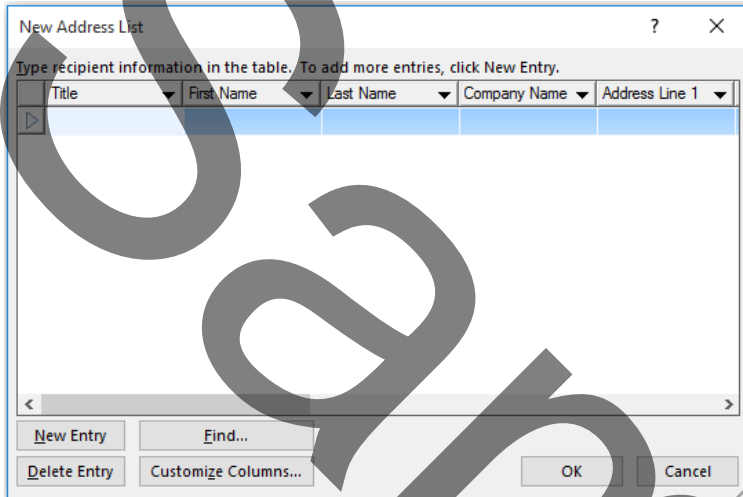 New Address List
Type recipient information in the table. To add more entries, click New Entry.
Title First Name Last Name Company Name Address Line 1
New Entry Find...
Delete Entry Customize Columns... OK Cancel